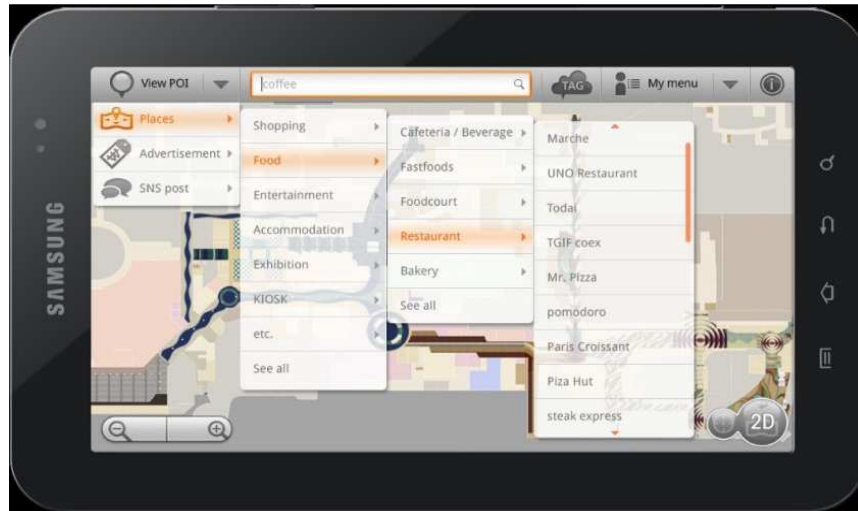 SAMSUNG
View POI
coffee
TAG
My menu
Places
Advertisement
SNS post
Shopping
Food
Entertainment
Accommodation
Exhibition
KIOSK
etc.
See all
Cafeteria / Beverage
Fastfoods
Foodcourt
Restaurant
Bakery
See all
Marche
UNO Restaurant
Todai
TGIF coex
Mr. Pizza
pomodoro
Paris Croissant
Piza Hut
steak express
2D